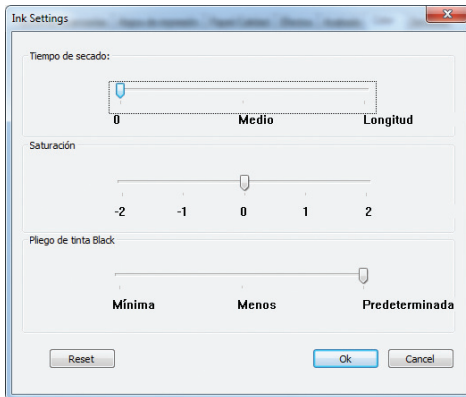 Ink Settings
Tiempo de secado:
0 Medio Longitud
Saturación
-2 -1 0 1 2
Pliego de tinta Black
Mínima Menos Predeterminada
Reset Ok Cancel